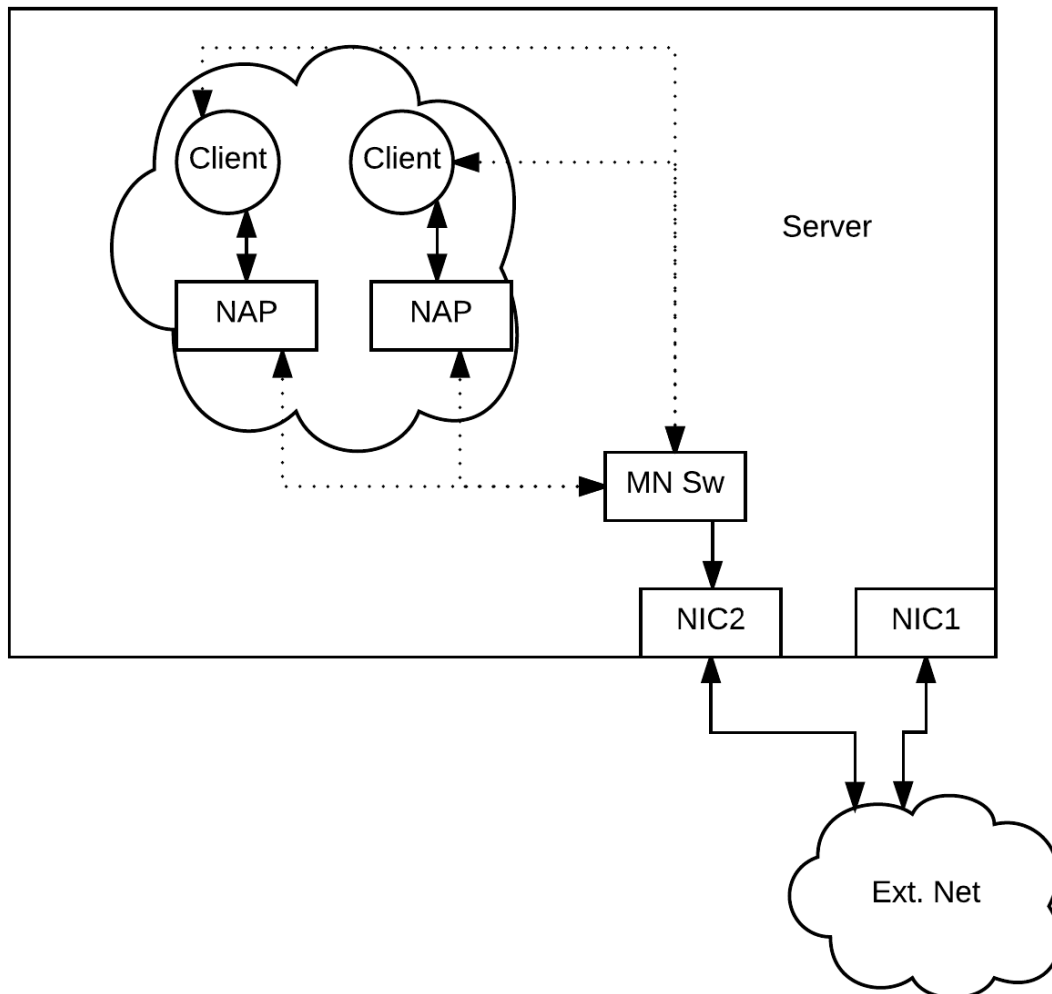 Client
Client
Server
NAP
NAP
MN Sw
NIC2
NIC1
Ext. Net